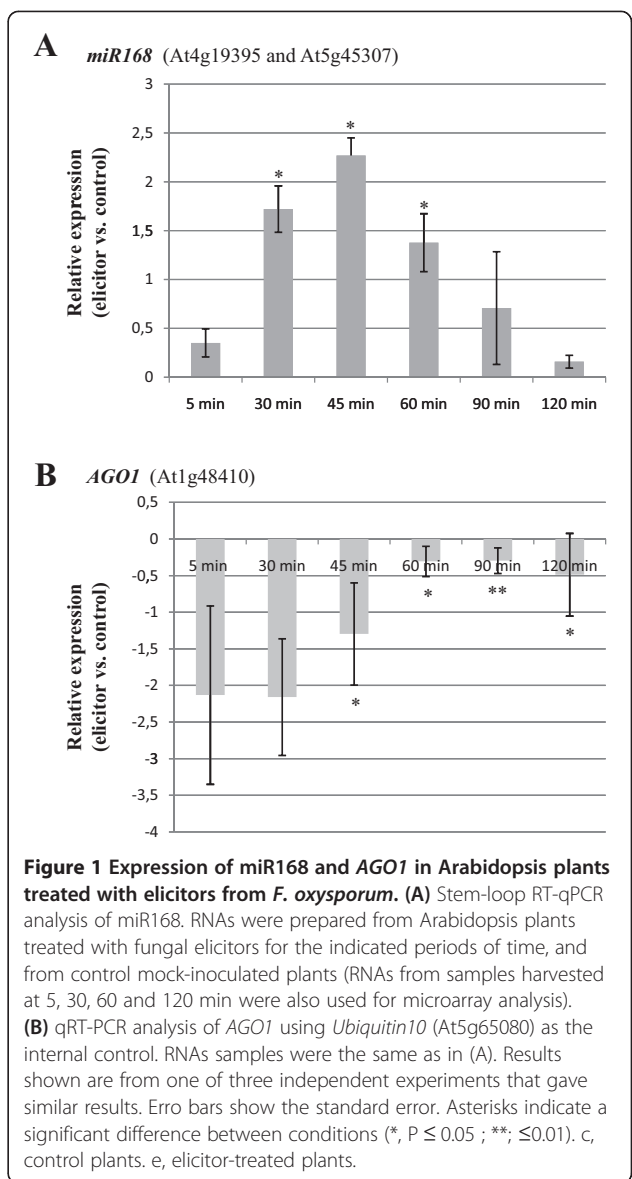 A miR168 (At4g19395 and At5g45307)
Relative expression
(elicitor vs. control)
3
2,5
2
1,5
1
0,5
0
*
*
*
5 min 30 min 45 min 60 min 90 min 120 min
B AGO1 (At1g48410)
Relative expression
(elicitor vs. control)
0,5
0
-0,5
-1
-1,5
-2
-2,5
-3
-3,5
-4
5 min 30 min 45 min 60 min 90 min 120 min
*
*
**
*
Figure 1 Expression of miR168 and AGO1 in Arabidopsis plants
treated with elicitors from F. oxysporum. (A) Stem-loop RT-qPCR
analysis of miR168. RNAs were prepared from Arabidopsis plants
treated with fungal elicitors for the indicated periods of time, and
from control mock-inoculated plants (RNAs from samples harvested
at 5, 30, 60 and 120 min were also used for microarray analysis).
(B) qRT-PCR analysis of AGO1 using Ubiquitin10 (At5g65080) as the
internal control. RNAs samples were the same as in (A). Results
shown are from one of three independent experiments that gave
similar results. Erro bars show the standard error. Asterisks indicate a
significant difference between conditions (*, P ≤ 0.05 ; **; ≤0.01). c,
control plants. e, elicitor-treated plants.